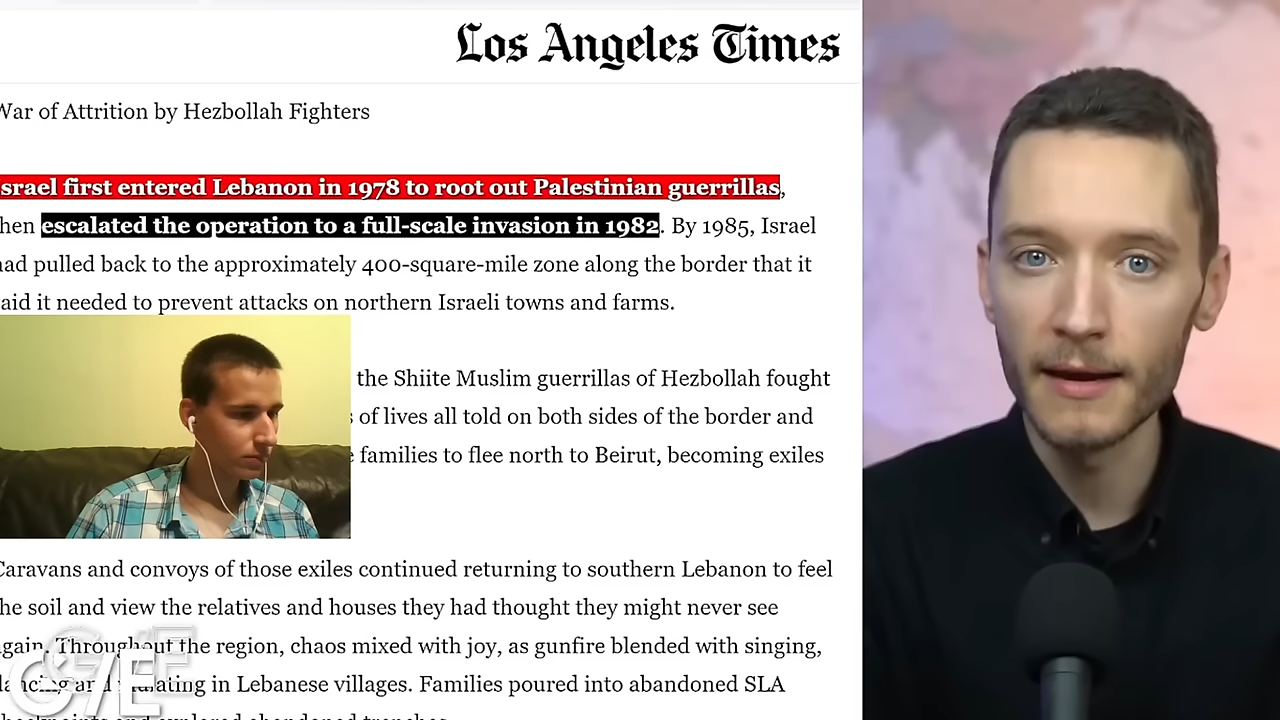 Los Angeles Times
War of Attrition by Hezbollah Fighters
srael first entered Lebanon in 1978 to root out Palestinian guerrillas,
hen escalated the operation to a full-scale invasion in 1982. By 1985, Israel
had pulled back to the approximately 400-square-mile zone along the border that it
aid it needed to prevent attacks on northern Israeli towns and farms.
the Shiite Muslim guerrillas of Hezbollah fought
s of lives all told on both sides of the border and
families to flee north to Beirut, becoming exiles
Caravans and convoys of those exiles continued returning to southern Lebanon to feel
he soil and view the relatives and houses they had thought they might never see
gain. Throughout the region, chaos mixed with joy, as gunfire blended with singing,
dancing and in Lebanese villages. Families poured into abandoned SLA